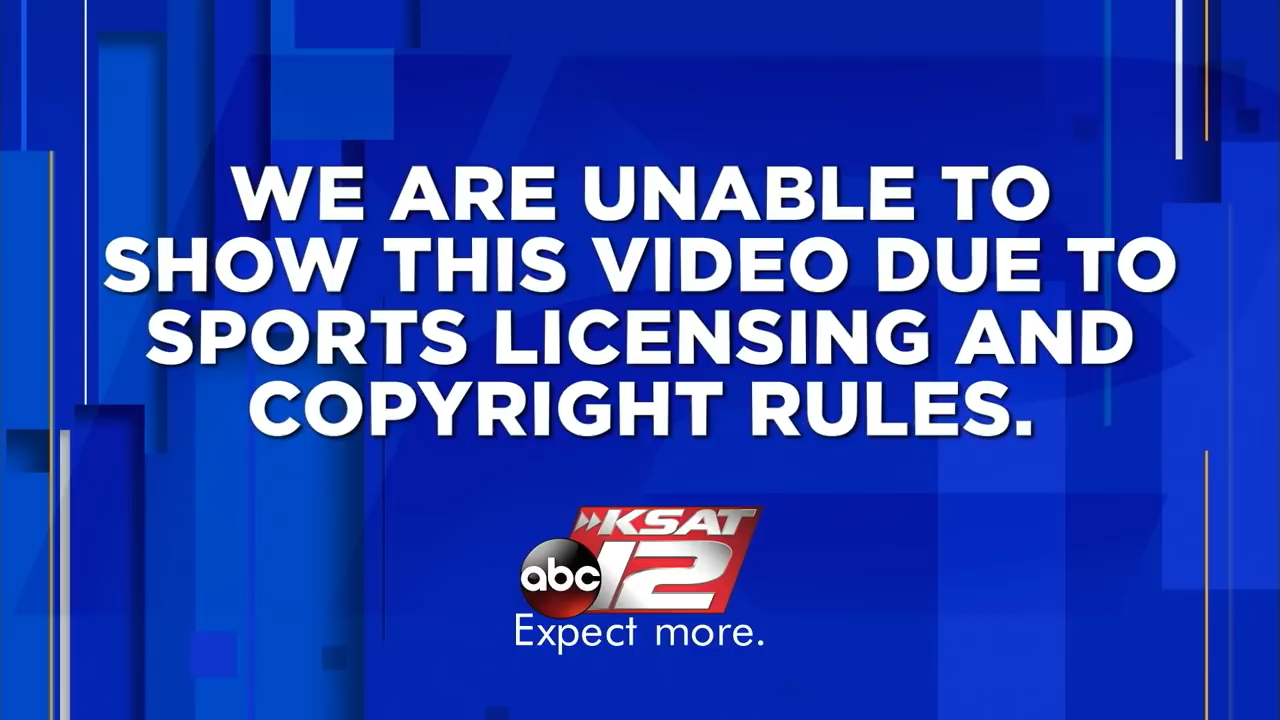 WE ARE UNABLE TO
SHOW THIS VIDEO DUE TO
SPORTS LICENSING AND
COPYRIGHT RULES.
KSAT
abc 12
Expect more.